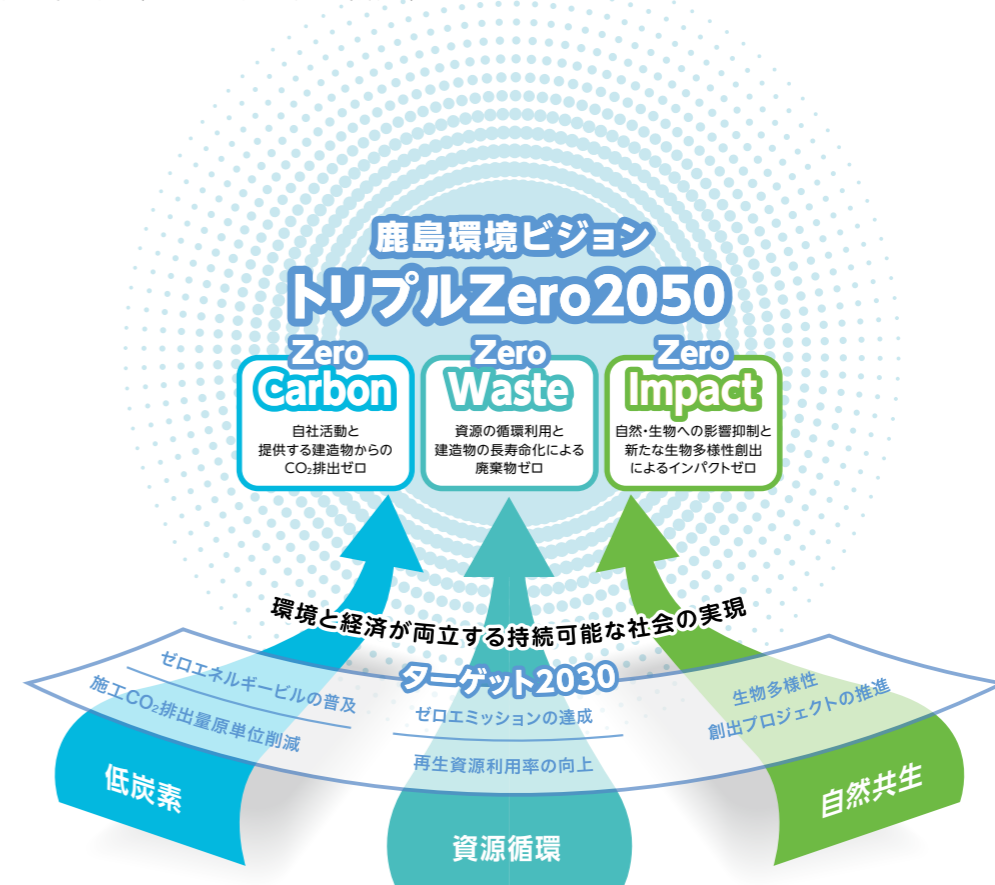 鹿島環境ビジョン
トリプルZero2050
Zero
Carbon
自社活動と
提供する建造物からの
CO₂排出ゼロ
Zero
Waste
資源の循環利用と
建造物の長寿命化による
廃棄物ゼロ
Zero
Impact
自然・生物への影響抑制と
新たな生物多様性創出
によるインパクトゼロ
環境と経済が両立する持続可能な社会の実現
ターゲット2030
ゼロエネルギービルの普及
施工CO₂排出量原単位削減
ゼロエミッションの達成
再生資源利用率の向上
生物多様性
創出プロジェクトの推進
低炭素
資源循環
自然共生